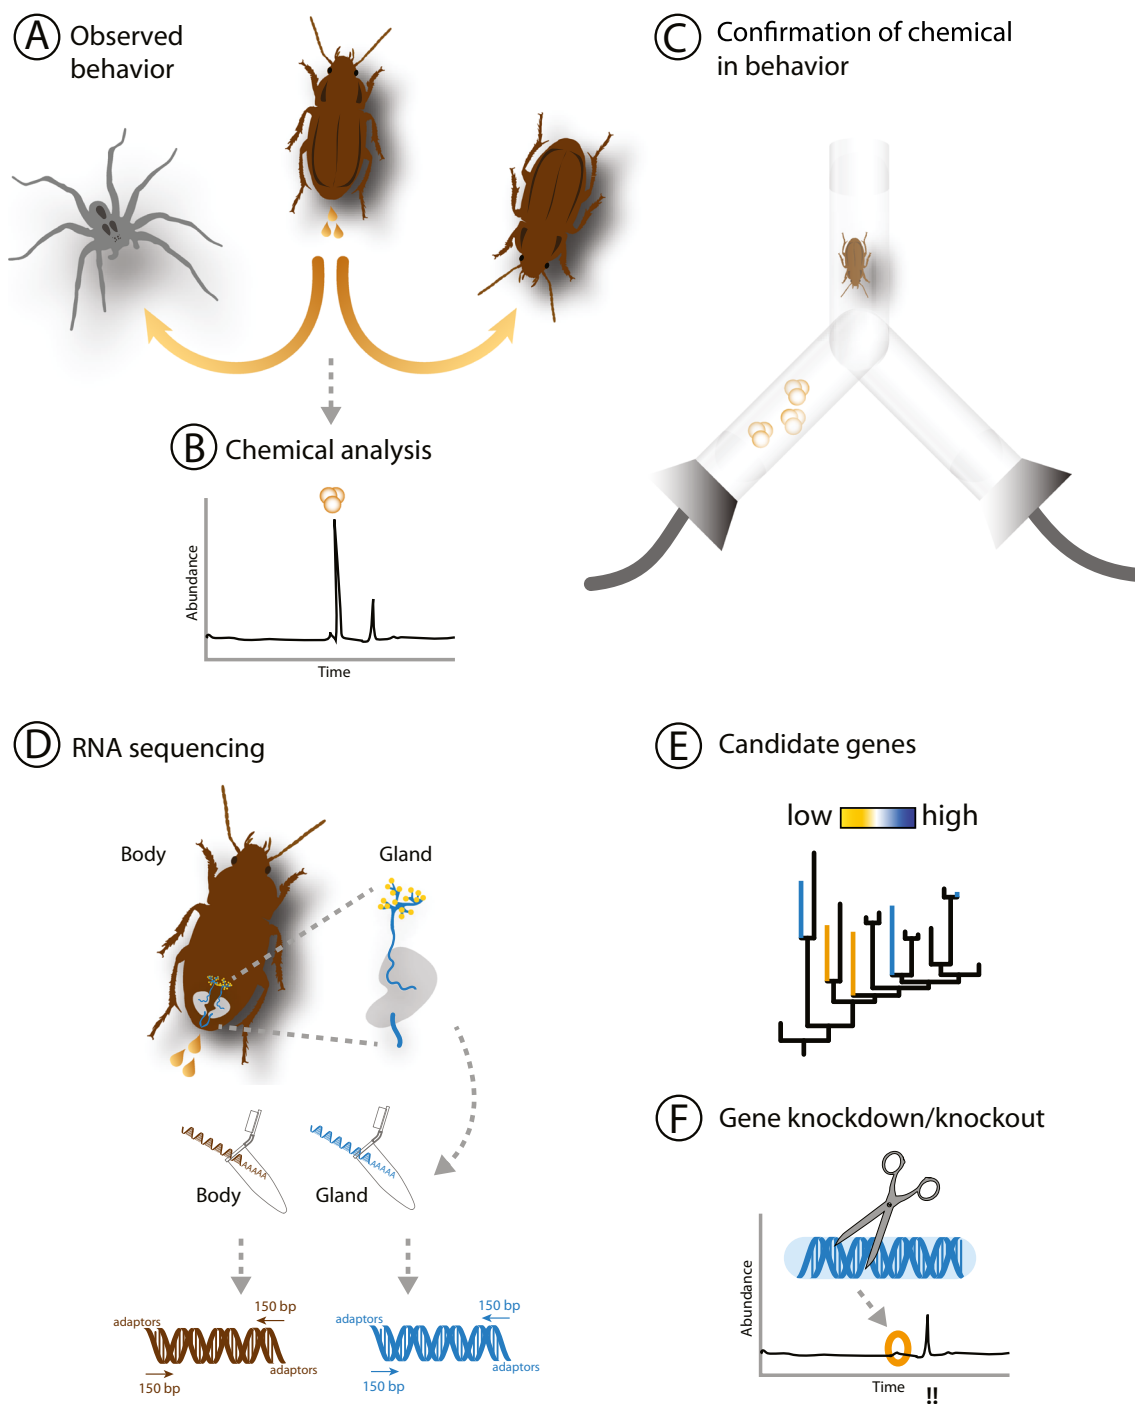 A
Observed
behavior
C
Confirmation of chemical
in behavior
B
Chemical analysis
Abundance
Time
D
RNA sequencing
Body
Gland
AAAAA
AAAAA
Body
Gland
150 bp
adaptors
adaptors
150 bp
150 bp
adaptors
adaptors
150 bp
E
Candidate genes
low
high
F
Gene knockdown/knockout
Abundance
Time
!!